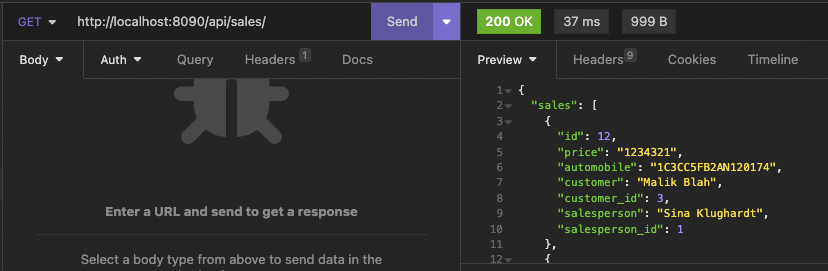 GET http://localhost:8090/api/sales/ Send 200 OK 37 ms 999 B
Body Auth Query Headers 1 Docs Preview Headers 9 Cookies Timeline
Enter a URL and send to get a response
Select a body type from above to send data in the
1 {
2 "sales": [
3 {
4 "id": 12,
5 "price": "1234321",
6 "automobile": "1C3CC5FB2AN120174",
7 "customer": "Malik Blah",
8 "customer_id": 3,
9 "salesperson": "Sina Klughardt",
10 "salesperson_id": 1
11 },
12 {